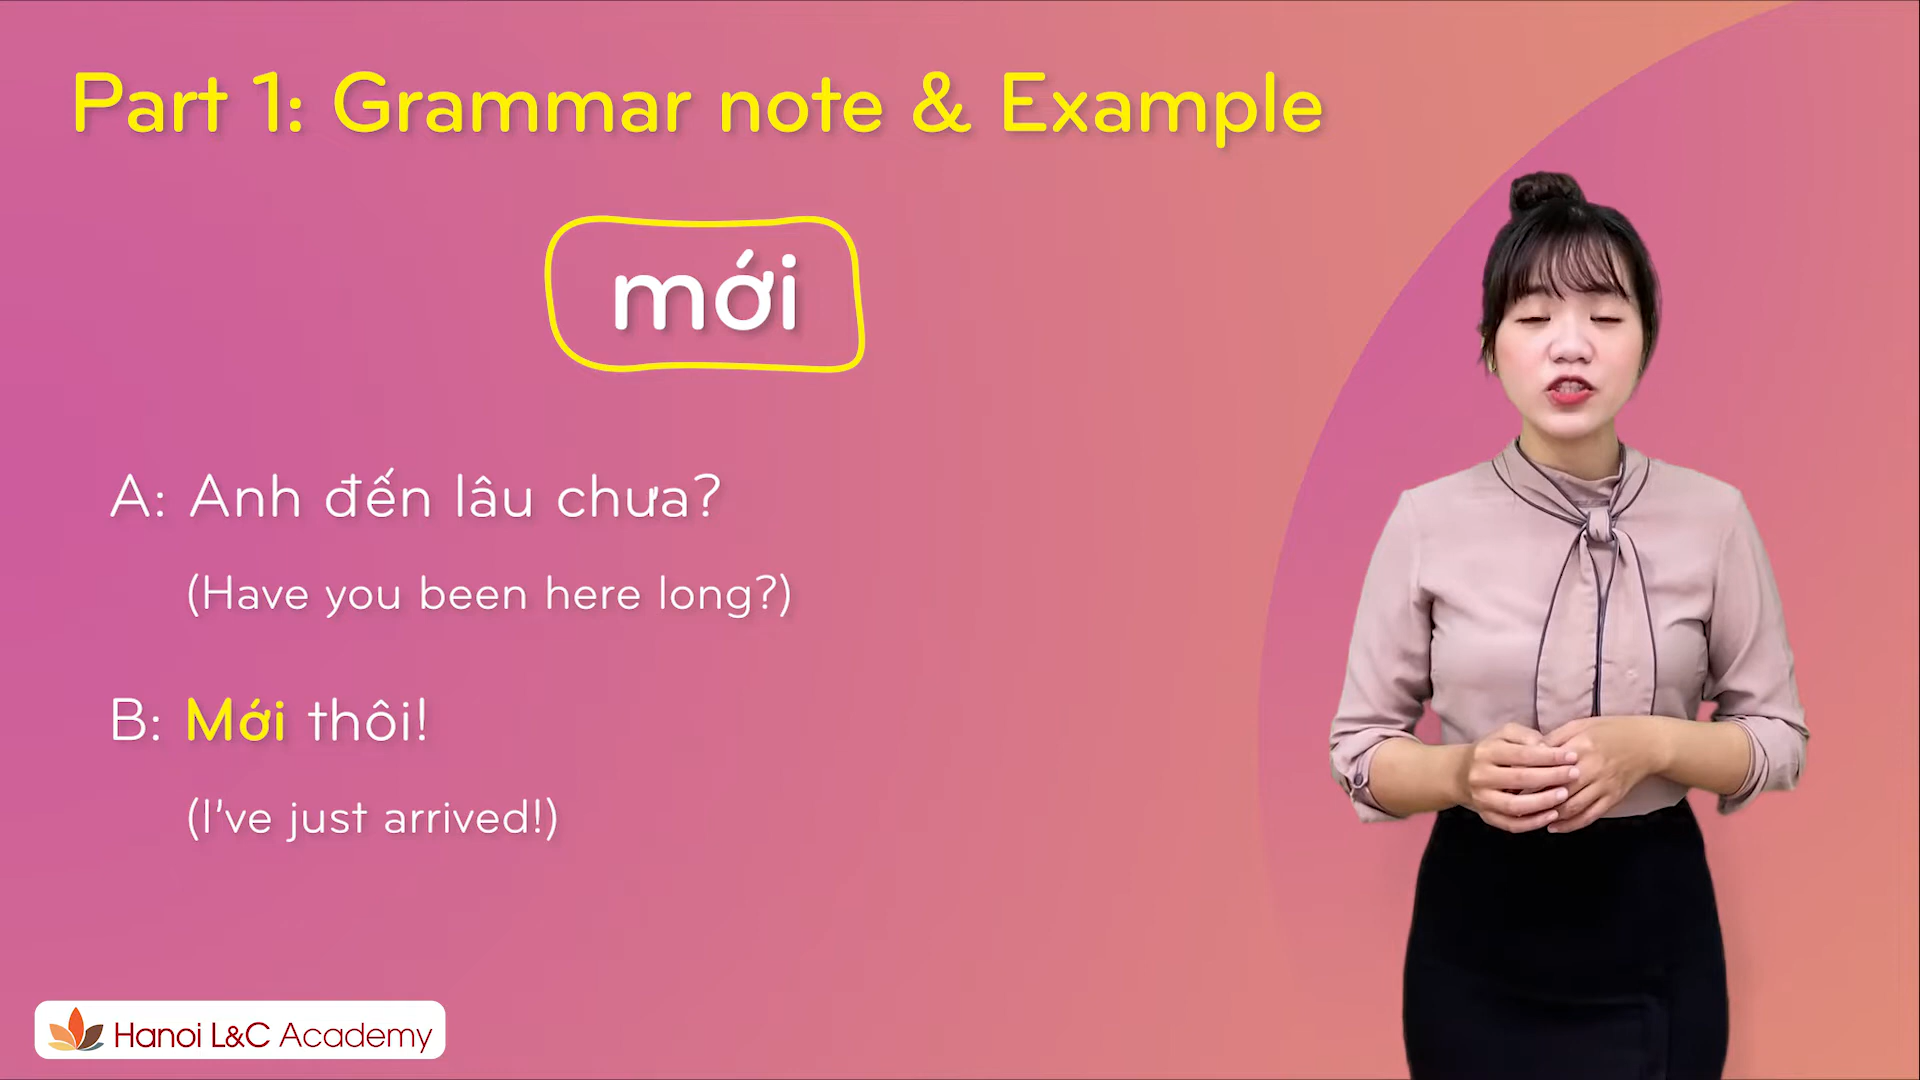 Part 1: Grammar note & Example
mới
A: Anh đến lâu chưa?
(Have you been here long?)
B: Mới thôi!
(I've just arrived!)
Hanoi L&C Academy